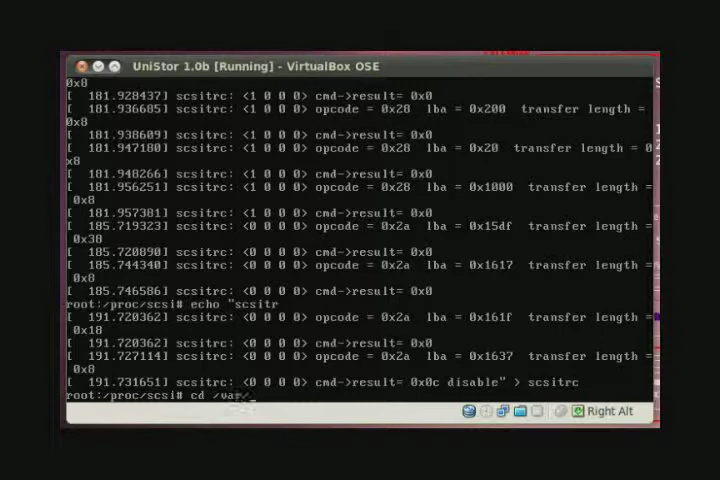 UniStor 1.0b [Running] - VirtualBox OSE
0x8
[  181.928437] scsitrc: <1 0 0 0> cmd->result= 0x0
[  181.936685] scsitrc: <1 0 0 0> opcode = 0x28  lba = 0x200  transfer length =
0x8
[  181.938609] scsitrc: <1 0 0 0> cmd->result= 0x0
[  181.947180] scsitrc: <1 0 0 0> opcode = 0x28  lba = 0x20  transfer length = 0
x8
[  181.948266] scsitrc: <1 0 0 0> cmd->result= 0x0
[  181.956251] scsitrc: <1 0 0 0> opcode = 0x28  lba = 0x1000  transfer length =
0x8
[  181.957381] scsitrc: <1 0 0 0> cmd->result= 0x0
[  185.719323] scsitrc: <0 0 0 0> opcode = 0x2a  lba = 0x15df  transfer length =
0x38
[  185.720890] scsitrc: <0 0 0 0> cmd->result= 0x0
[  185.744340] scsitrc: <0 0 0 0> opcode = 0x2a  lba = 0x1617  transfer length =
0x8
[  185.746586] scsitrc: <0 0 0 0> cmd->result= 0x0
root:/proc/scsi# echo "scsitr
[  191.720362] scsitrc: <0 0 0 0> opcode = 0x2a  lba = 0x161f  transfer length =
0x18
[  191.720362] scsitrc: <0 0 0 0> cmd->result= 0x0
[  191.727114] scsitrc: <0 0 0 0> opcode = 0x2a  lba = 0x1637  transfer length =
0x8
[  191.731651] scsitrc: <0 0 0 0> cmd->result= 0x0c disable" > scsitrc
root:/proc/scsi# cd /var/_
Right Alt